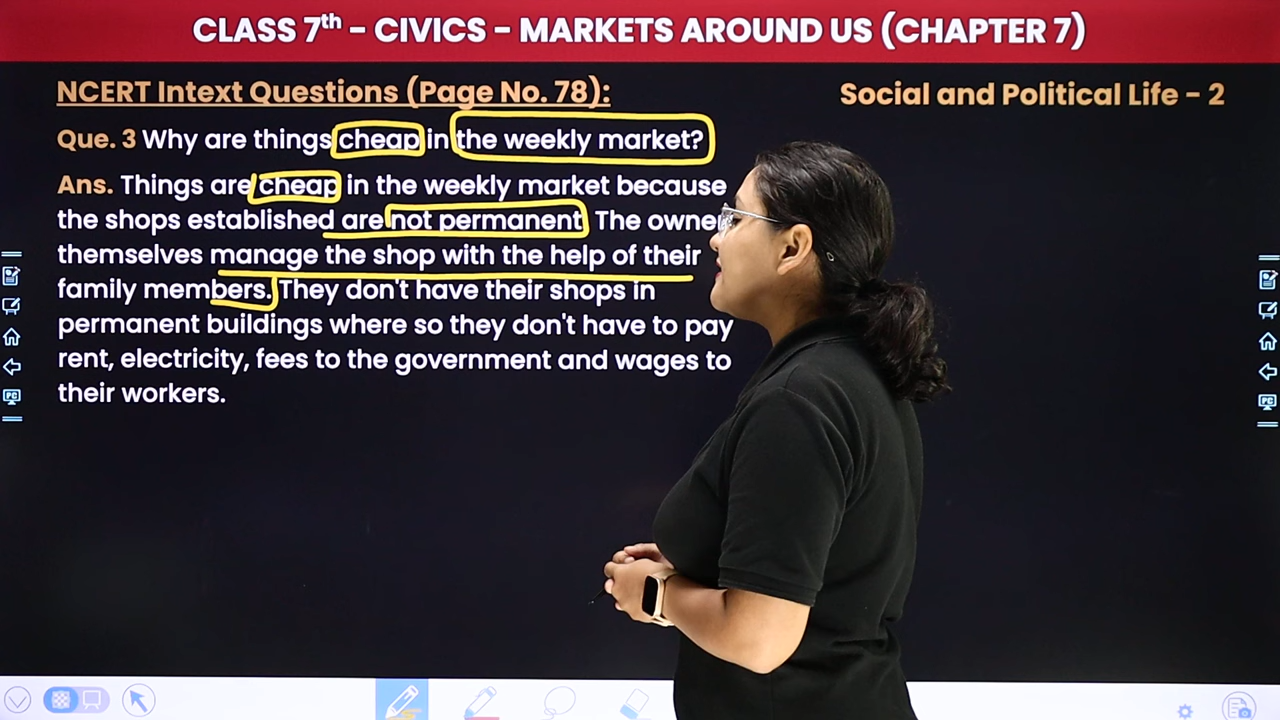 CLASS 7th - CIVICS - MARKETS AROUND US (CHAPTER 7)
NCERT Intext Questions (Page No. 78):
Social and Political Life - 2
Que. 3 Why are things cheap in the weekly market?
Ans. Things are cheap in the weekly market because
the shops established are not permanent. The
themselves manage the shop with the help of their
family members. They don't have their shops in
permanent buildings where so they don't have to pay
rent, electricity, fees to the government and wages to
their workers.
PC
PC